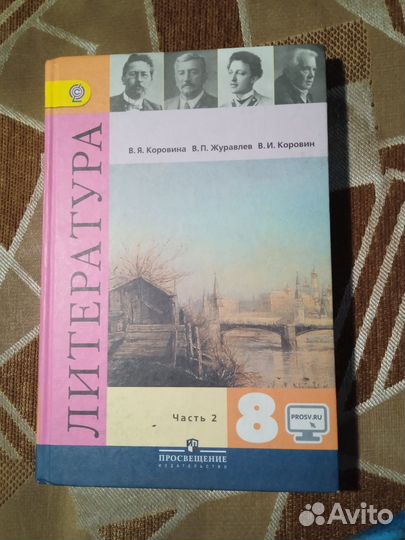 В. Я. Коровина В. П. Журавлев В. И. Коровин
ЛИТЕРАТУРА
Часть 2
8
PROSV.RU
ПРОСВЕЩЕНИЕ
ИЗДАТЕЛЬСТВО
Avito